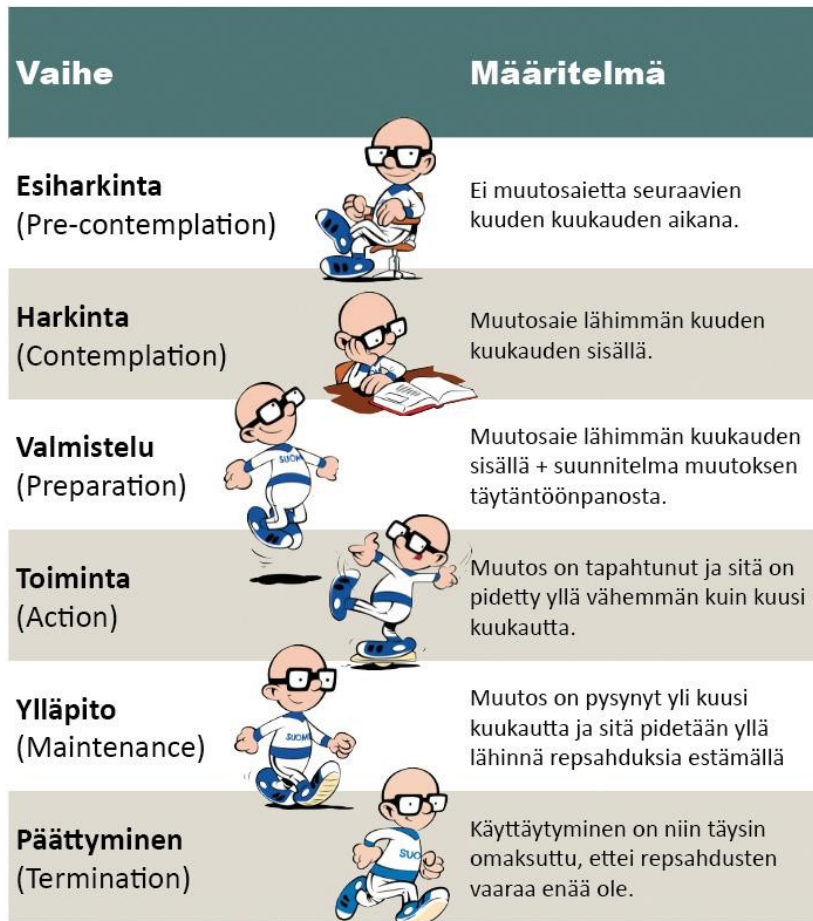 Vaihe
Määritelmä
Esiharkinta
(Pre-contemplation)
Ei muutosaietta seuraavien
kuuden kuukauden aikana.
Harkinta
(Contemplation)
Muutosaie lähimmän kuuden
kuukauden sisällä.
Valmistelu
(Preparation)
SUOMI
Muutosaie lähimmän kuukauden
sisällä + suunnitelma muutoksen
täytäntöönpanosta.
Toiminta
(Action)
Muutos on tapahtunut ja sitä on
pidetty yllä vähemmän kuin kuusi
kuukautta.
Ylläpito
(Maintenance)
SUOMI
Muutos on pysynyt yli kuusi
kuukautta ja sitä pidetään yllä
lähinnä repsahduksia estämällä
Päättyminen
(Termination)
SUO
Käyttäytyminen on niin täysin
omaksuttu, ettei repsahdusten
vaaraa enää ole.